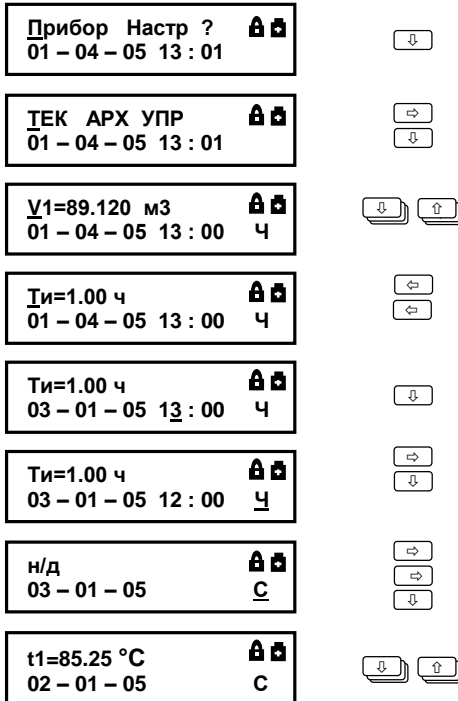 Прибор Настр ?
01 – 04 – 05 13 : 01
ТЕК АРХ УПР
01 – 04 – 05 13 : 01
V1=89.120 м3
01 – 04 – 05 13 : 00 Ч
Ти=1.00 ч
01 – 04 – 05 13 : 00 Ч
Ти=1.00 ч
03 – 01 – 05 13 : 00 Ч
Ти=1.00 ч
03 – 01 – 05 12 : 00 Ч
н/д
03 – 01 – 05 С
t1=85.25 °С
02 – 01 – 05 С